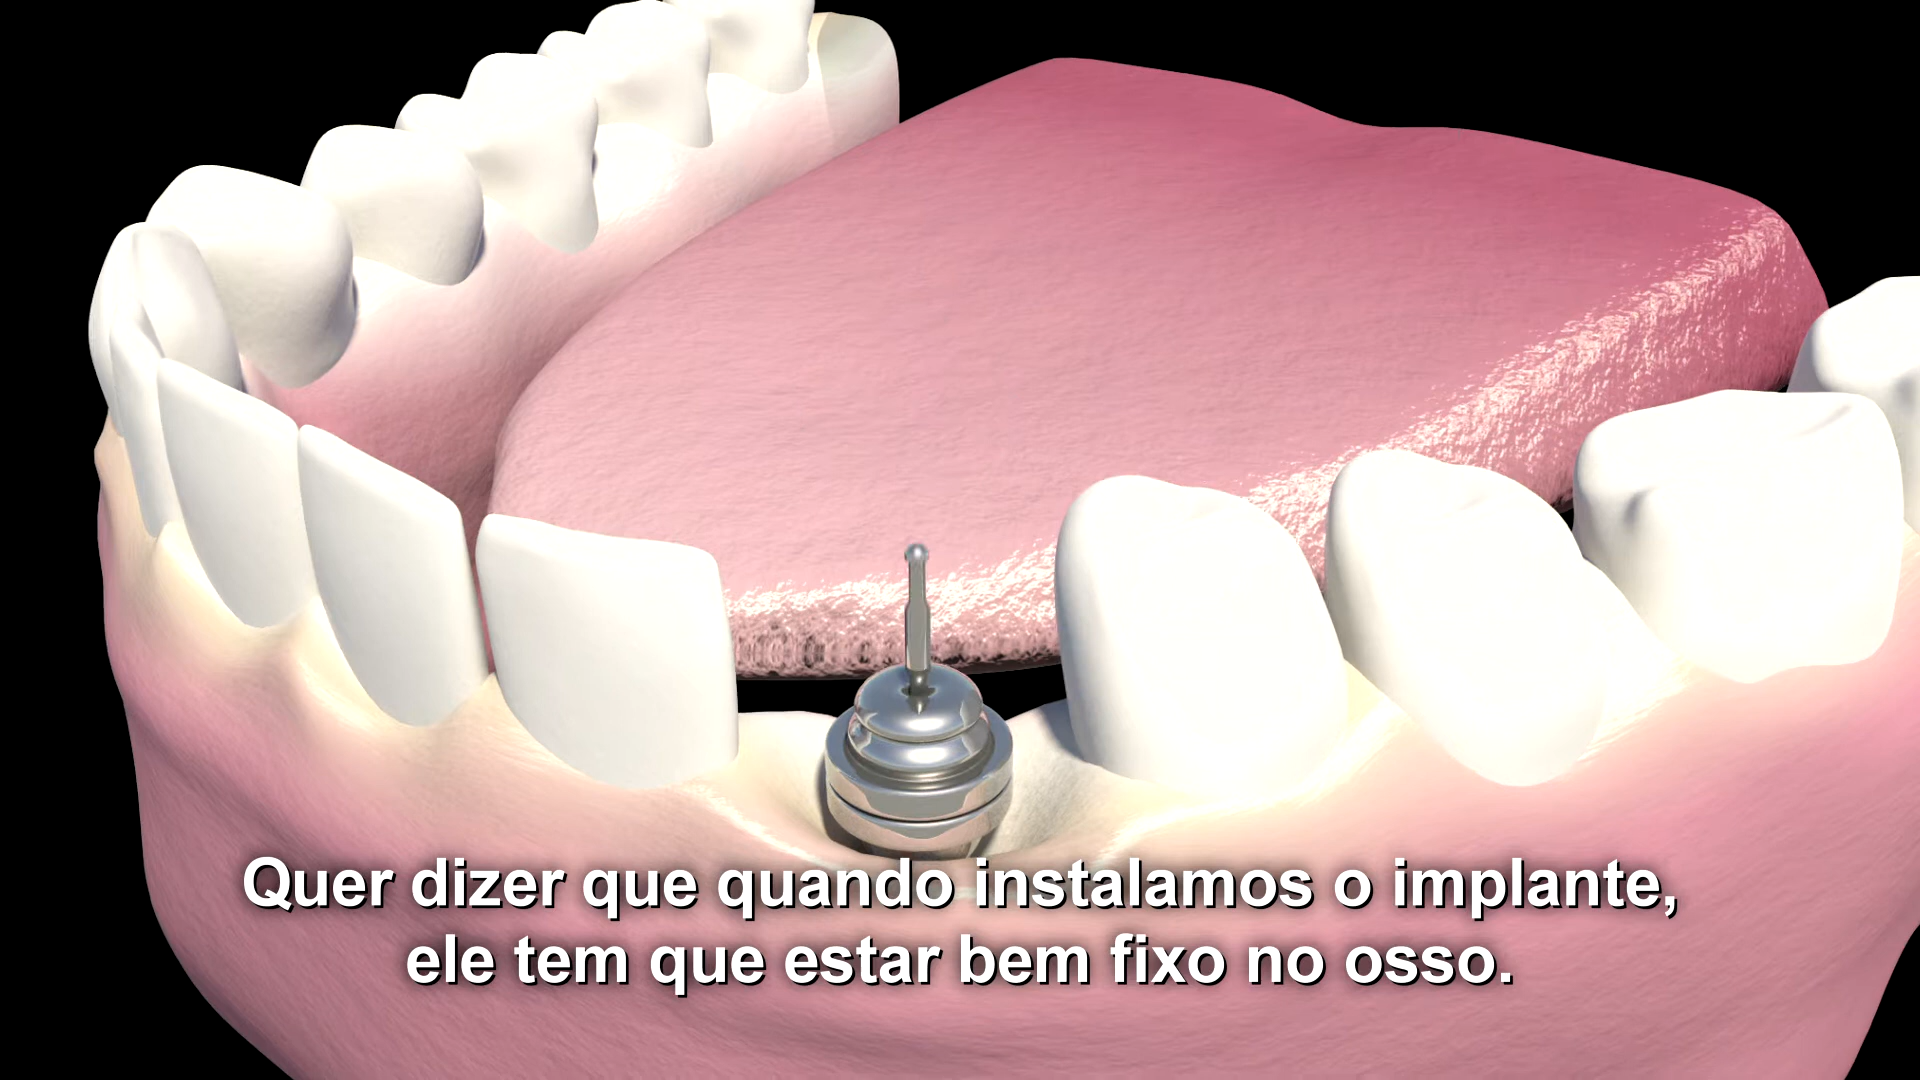 Quer dizer que quando instalamos o implante,
ele tem que estar bem fixo no osso.